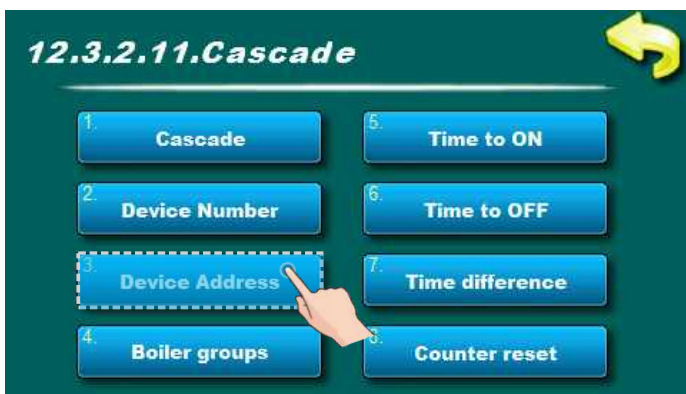 12.3.2.11.Cascade
1. Cascade
2. Device Number
3. Device Address
4. Boiler groups
5. Time to ON
6. Time to OFF
7. Time difference
8. Counter reset